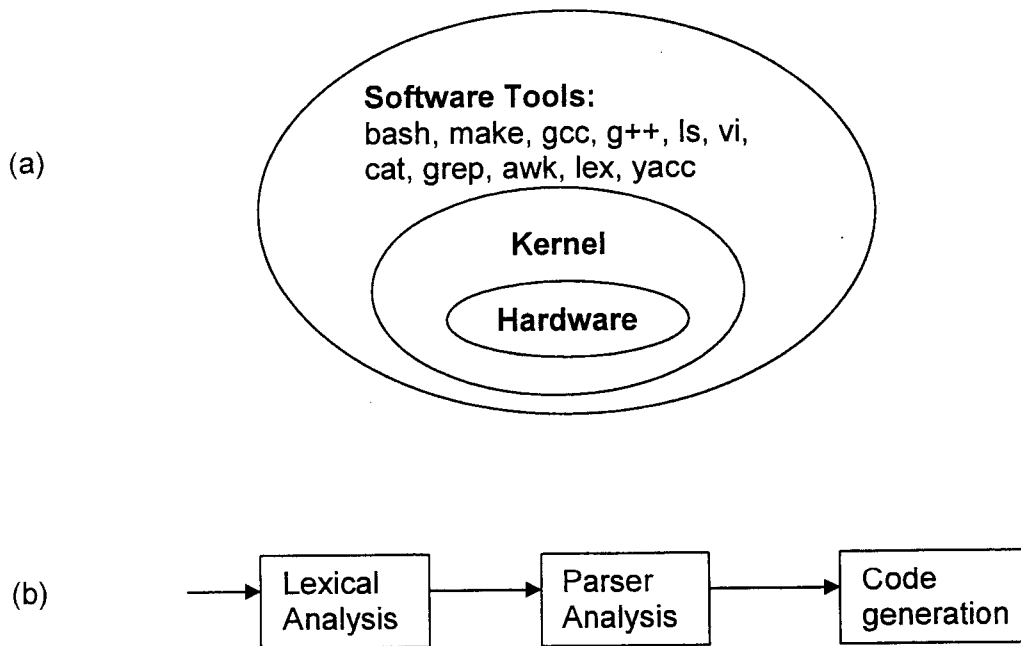 (a)
Software Tools:
bash, make, gcc, g++, ls, vi,
cat, grep, awk, lex, yacc
Kernel
Hardware
(b)
Lexical
Analysis
Parser
Analysis
Code
generation